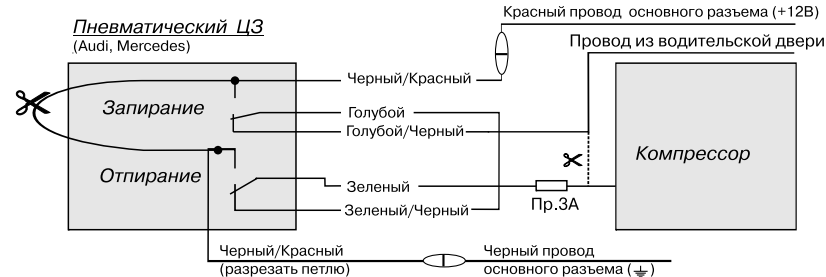 Красный провод основного разъема (+12В)
Пневматический ЦЗ
(Audi, Mercedes)
Провод из водительской двери
Черный/Красный
Запирание
Голубой
Голубой/Черный
Компрессор
Отпирание
Зеленый
Пр.3А
Зеленый/Черный
Черный/Красный
(разрезать петлю)
Черный провод
основного разъема (⏚)